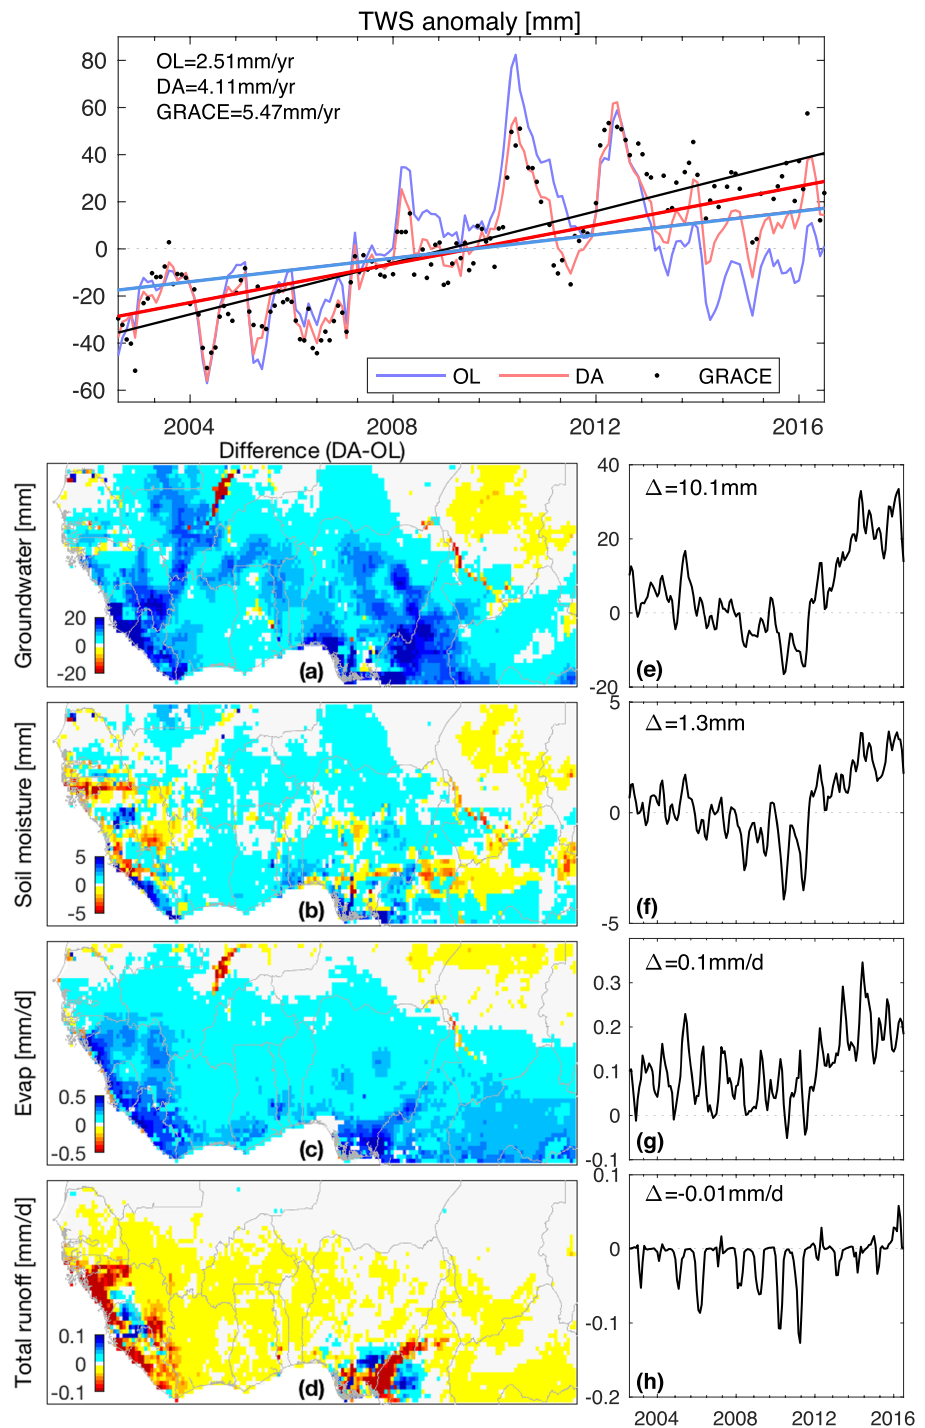 TWS anomaly [mm]
OL=2.51mm/yr
DA=4.11mm/yr
GRACE=5.47mm/yr
80
60
40
20
0
-20
-40
-60
OL DA GRACE
2004 2008 2012 2016
Difference (DA-OL)
Groundwater [mm]
20
0
-20
(a)
40
20
0
-20
Δ=10.1mm
(e)
Soil moisture [mm]
5
0
-5
(b)
5
0
-5
Δ=1.3mm
(f)
Evap [mm/d]
0.5
0
-0.5
(c)
0.3
0.2
0.1
0
-0.1
Δ=0.1mm/d
(g)
Total runoff [mm/d]
0.1
0
-0.1
(d)
0.1
0
-0.1
-0.2
Δ=-0.01mm/d
(h)
2004 2008 2012 2016